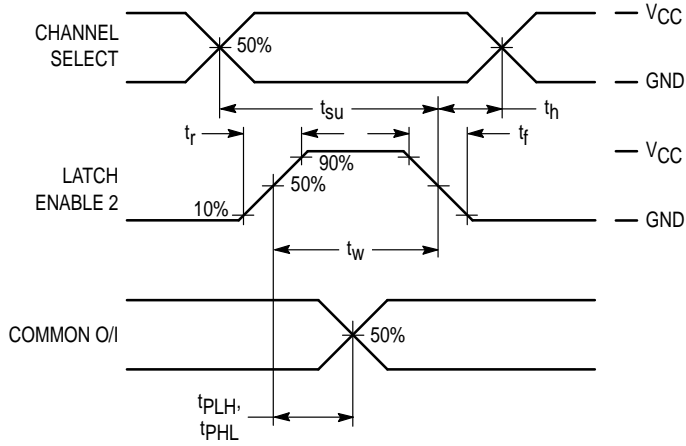 CHANNEL
SELECT
50%
VCC
GND
tsu
th
tr
tf
90%
50%
10%
LATCH
ENABLE 2
VCC
GND
tw
COMMON O/I
50%
tPLH,
tPHL